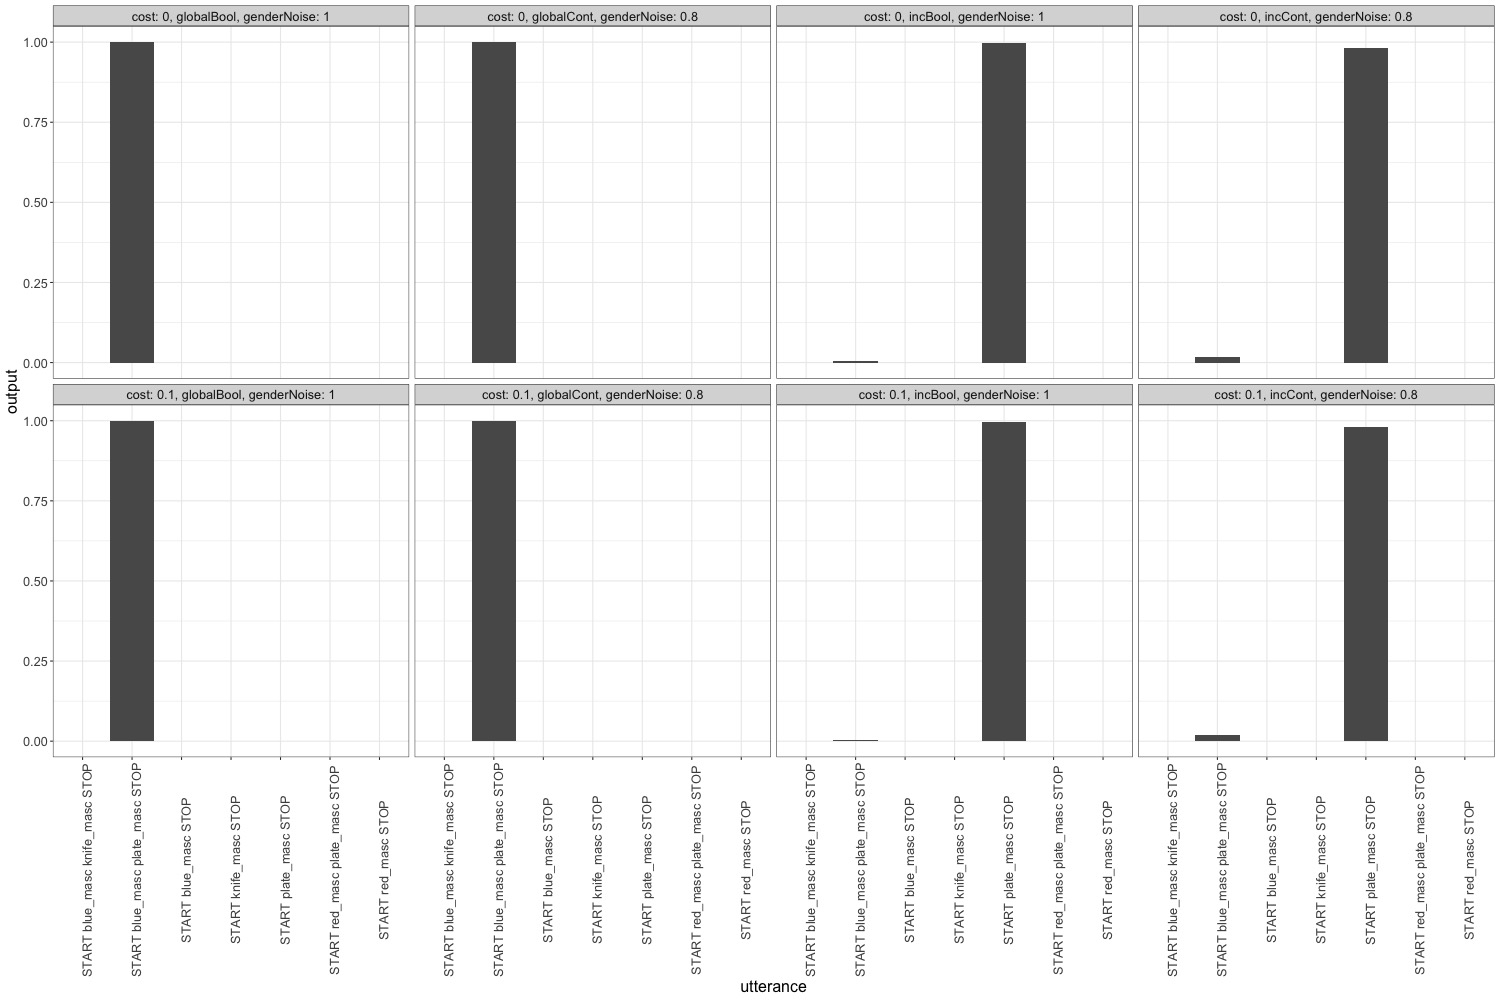 cost: 0, globalBool, genderNoise: 1
cost: 0, globalCont, genderNoise: 0.8
cost: 0, incBool, genderNoise: 1
cost: 0, incCont, genderNoise: 0.8
1.00
0.75
0.50
0.25
0.00
output
cost: 0.1, globalBool, genderNoise: 1
cost: 0.1, globalCont, genderNoise: 0.8
cost: 0.1, incBool, genderNoise: 1
cost: 0.1, incCont, genderNoise: 0.8
1.00
0.75
0.50
0.25
0.00
START blue_masc knife_masc STOP
START blue_masc plate_masc STOP
START blue_masc STOP
START knife_masc STOP
START plate_masc STOP
START red_masc plate_masc STOP
START red_masc STOP
START blue_masc knife_masc STOP
START blue_masc plate_masc STOP
START blue_masc STOP
START knife_masc STOP
START plate_masc STOP
START red_masc plate_masc STOP
START red_masc STOP
START blue_masc knife_masc STOP
START blue_masc plate_masc STOP
START blue_masc STOP
START knife_masc STOP
START plate_masc STOP
START red_masc plate_masc STOP
START red_masc STOP
START blue_masc knife_masc STOP
START blue_masc plate_masc STOP
START blue_masc STOP
START knife_masc STOP
START plate_masc STOP
START red_masc plate_masc STOP
START red_masc STOP
utterance